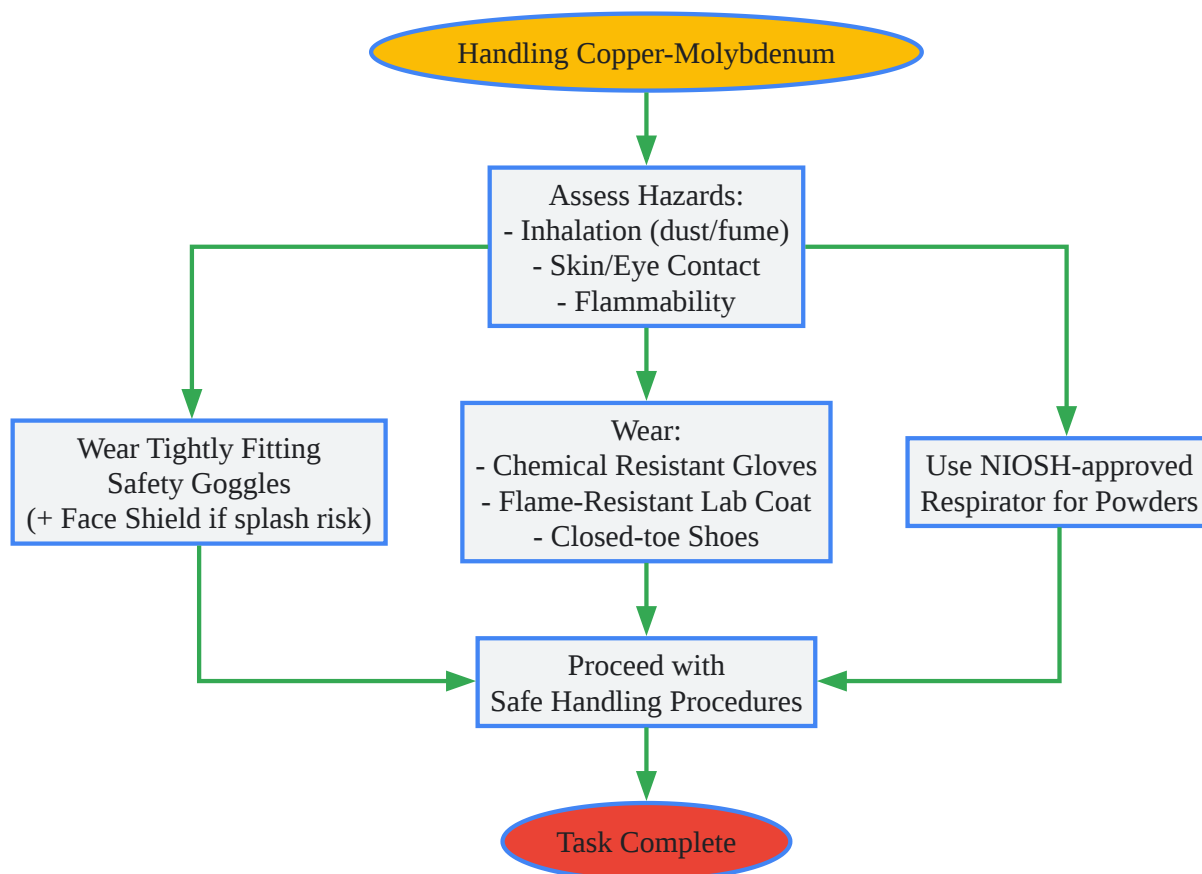 Handling Copper-Molybdenum
Assess Hazards:
- Inhalation (dust/fume)
- Skin/Eye Contact
- Flammability
Wear Tightly Fitting
Safety Goggles
(+ Face Shield if splash risk)
Wear:
- Chemical Resistant Gloves
- Flame-Resistant Lab Coat
- Closed-toe Shoes
Use NIOSH-approved
Respirator for Powders
Proceed with
Safe Handling Procedures
Task Complete